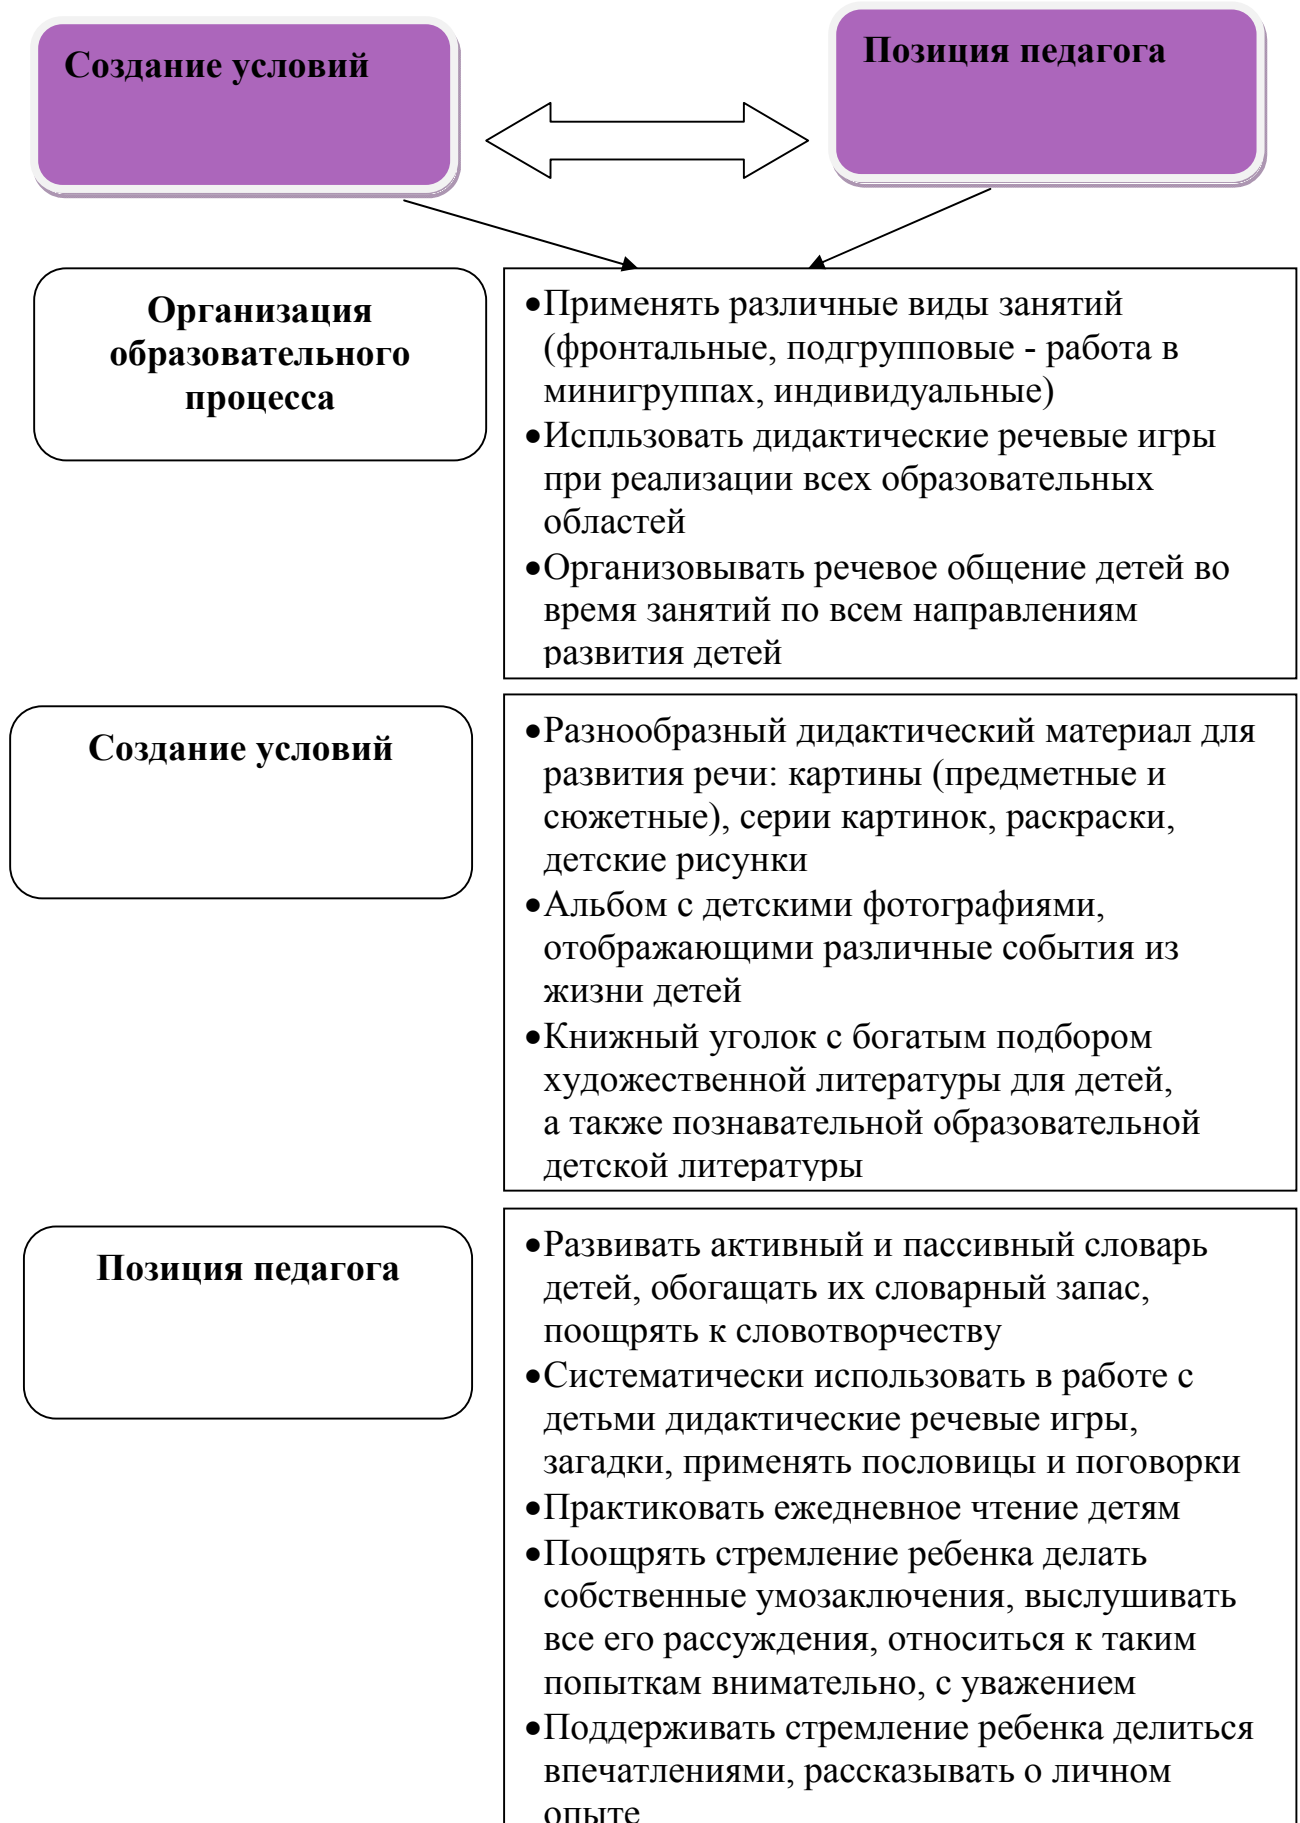 Создание условий
Позиция педагога
Организация
образовательного
процесса
•Применять различные виды занятий
(фронтальные, подгрупповые - работа в
минигруппах, индивидуальные)
•Испльзовать дидактические речевые игры
при реализации всех образовательных
областей
•Организовывать речевое общение детей во
время занятий по всем направлениям
развития детей
Создание условий
•Разнообразный дидактический материал для
развития речи: картины (предметные и
сюжетные), серии картинок, раскраски,
детские рисунки
•Альбом с детскими фотографиями,
отображающими различные события из
жизни детей
•Книжный уголок с богатым подбором
художественной литературы для детей,
а также познавательной образовательной
детской литературы
Позиция педагога
•Развивать активный и пассивный словарь
детей, обогащать их словарный запас,
поощрять к словотворчеству
•Систематически использовать в работе с
детьми дидактические речевые игры,
загадки, применять пословицы и поговорки
•Практиковать ежедневное чтение детям
•Поощрять стремление ребенка делать
собственные умозаключения, выслушивать
все его рассуждения, относиться к таким
попыткам внимательно, с уважением
•Поддерживать стремление ребенка делиться
впечатлениями, рассказывать о личном
опыте